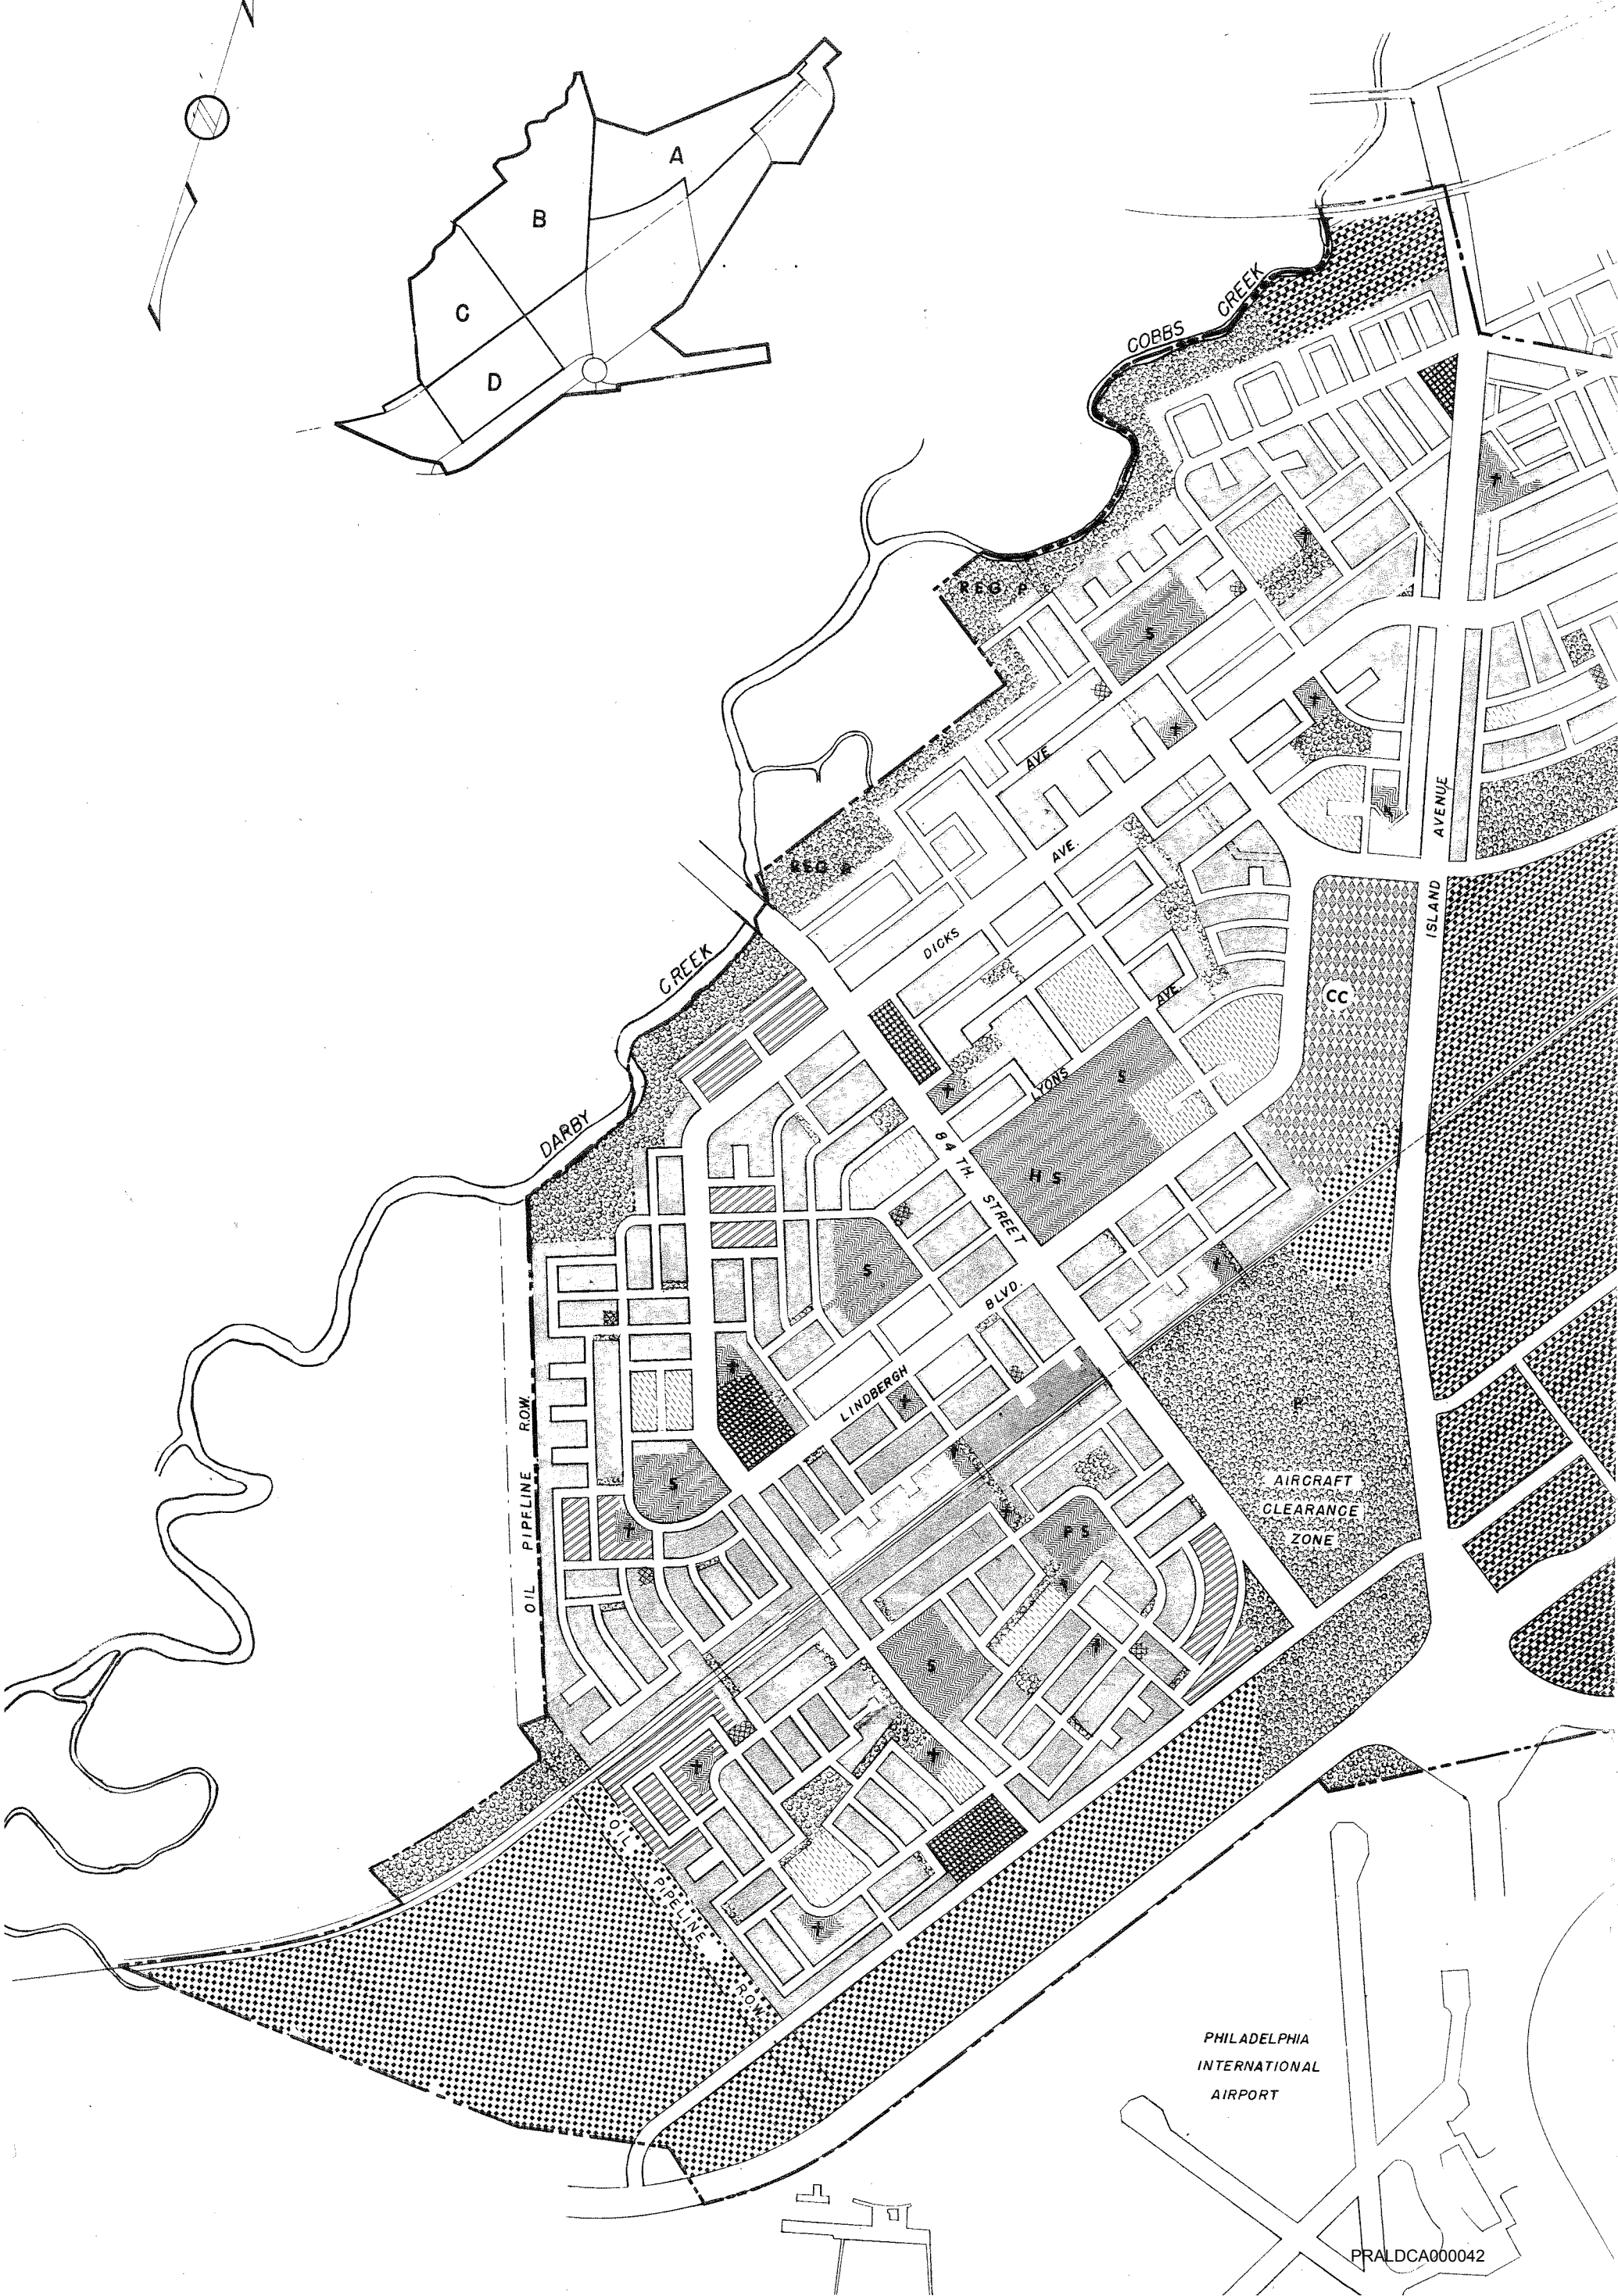 A
B
C
D
COBBS
CREEK
REG. P
S
AVE
AVENUE
ISLAND
AVE.
DICKS
AVE.
CC
CREEK
DARBY
LYONS
S
H S
84 TH. STREET
S
BLVD.
LINDBERGH
P
S
OIL PIPELINE R.O.W.
AIRCRAFT
CLEARANCE
ZONE
P S
S
OIL PIPELINE R.O.W.
PHILADELPHIA
INTERNATIONAL
AIRPORT
PRALDCA000042